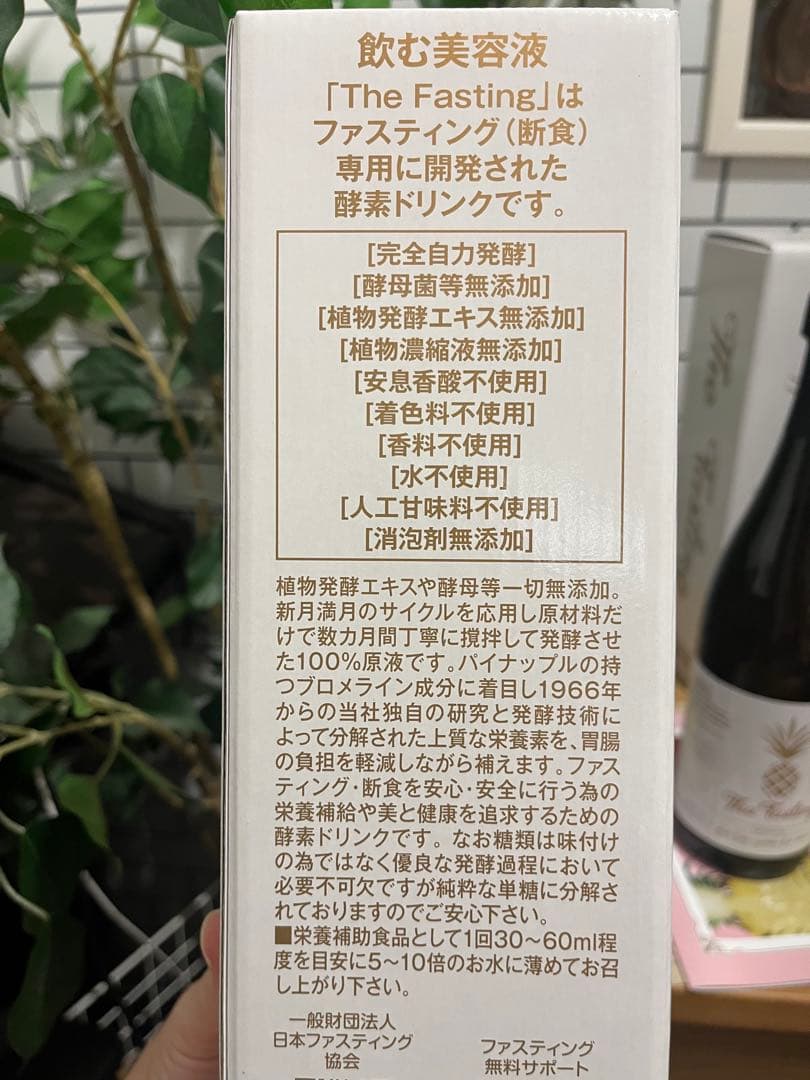 飲む美容液
「The Fasting」は
ファスティング(断食)
専用に開発された
酵素ドリンクです。
[完全自力発酵]
[酵母菌等無添加]
[植物発酵エキス無添加]
[植物濃縮液無添加]
[安息香酸不使用]
[着色料不使用]
[香料不使用]
[水不使用]
[人工甘味料不使用]
[消泡剤無添加]
植物発酵エキスや酵母等一切無添加。
新月満月のサイクルを応用し原材料だ
けで数カ月間丁寧に撹拌して発酵させ
た100%原液です。パイナップルの持
つブロメライン成分に着目し1966年
からの当社独自の研究と発酵技術に
よって分解された上質な栄養素を、胃腸
の負担を軽減しながら補えます。ファス
ティング・断食を安心・安全に行う為の
栄養補給や美と健康を追求するための
酵素ドリンクです。なお糖類は味付け
の為ではなく優良な発酵過程において
必要不可欠ですが純粋な単糖に分解さ
れておりますのでご安心下さい。
■栄養補助食品として1回30〜60ml程
度を目安に5〜10倍のお水に薄めてお召
し上がり下さい。
一般財団法人
日本ファスティング
協会
ファスティング
無料サポート
The Fasting